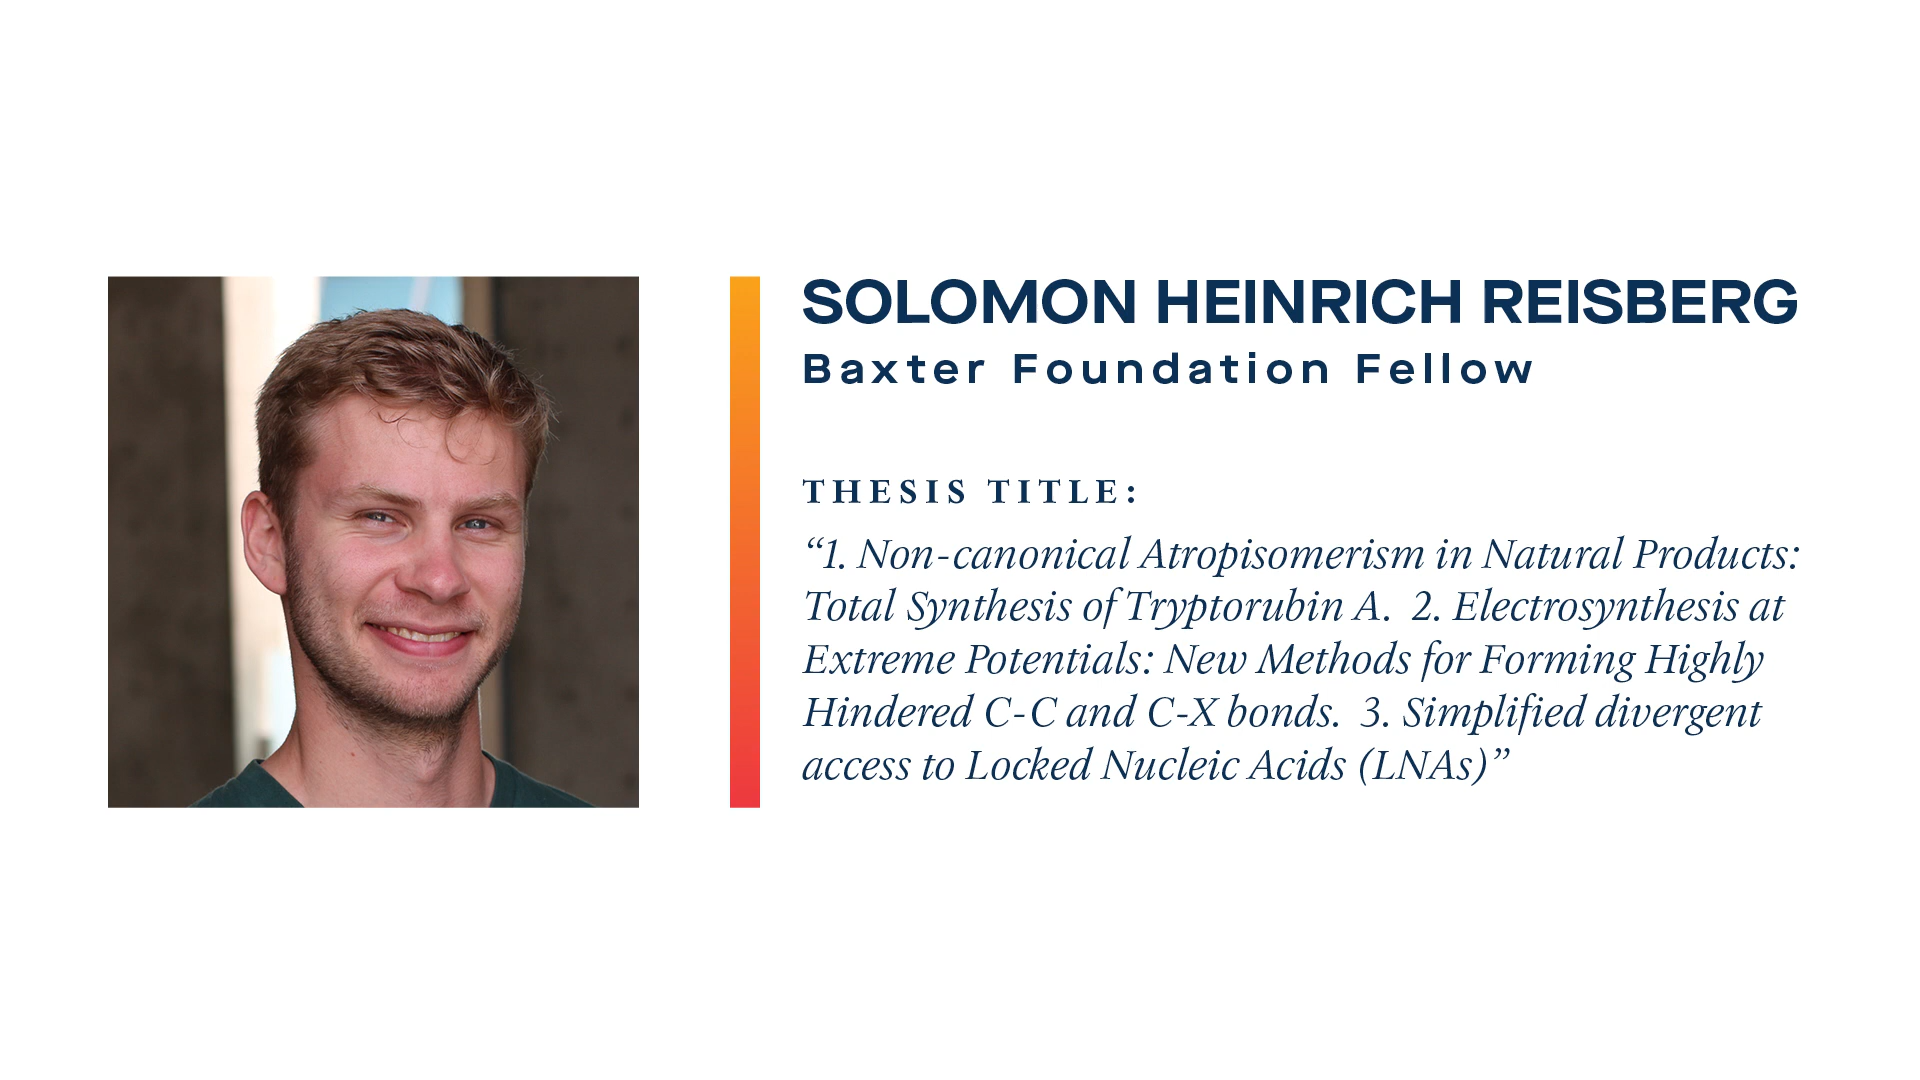 SOLOMON HEINRICH REISBERG
Baxter Foundation Fellow
THESIS TITLE:
“1. Non-canonical Atropisomerism in Natural Products:
Total Synthesis of Tryptorubin A.  2. Electrosynthesis at
Extreme Potentials: New Methods for Forming Highly
Hindered C-C and C-X bonds.  3. Simplified divergent
access to Locked Nucleic Acids (LNAs)”